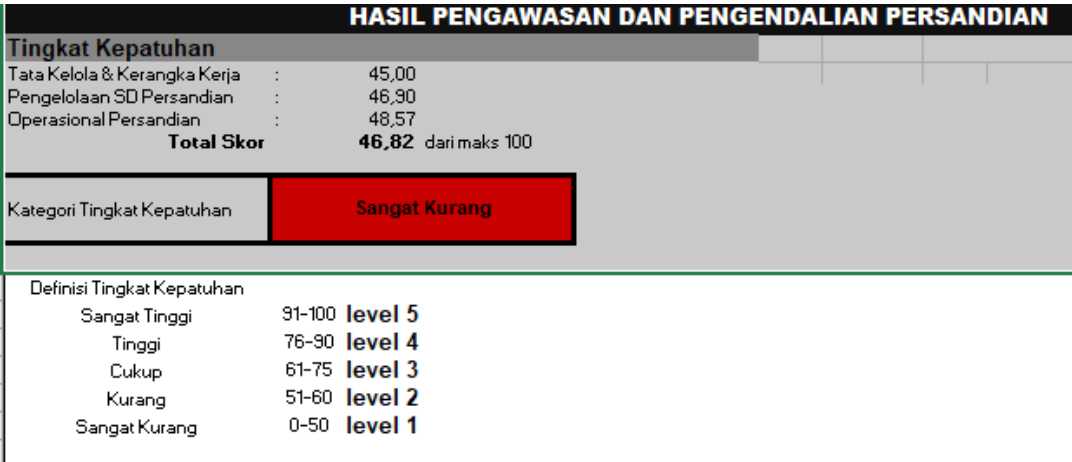 HASIL PENGAWASAN DAN PENGENDALIAN PERSANDIAN
Tingkat Kepatuhan
Tata Kelola & Kerangka Kerja : 45,00
Pengelolaan SD Persandian : 46,90
Operasional Persandian : 48,57
Total Skor 46,82 dari maks 100
Kategori Tingkat Kepatuhan Sangat Kurang
Definisi Tingkat Kepatuhan
Sangat Tinggi 91-100 level 5
Tinggi 76-90 level 4
Cukup 61-75 level 3
Kurang 51-60 level 2
Sangat Kurang 0-50 level 1